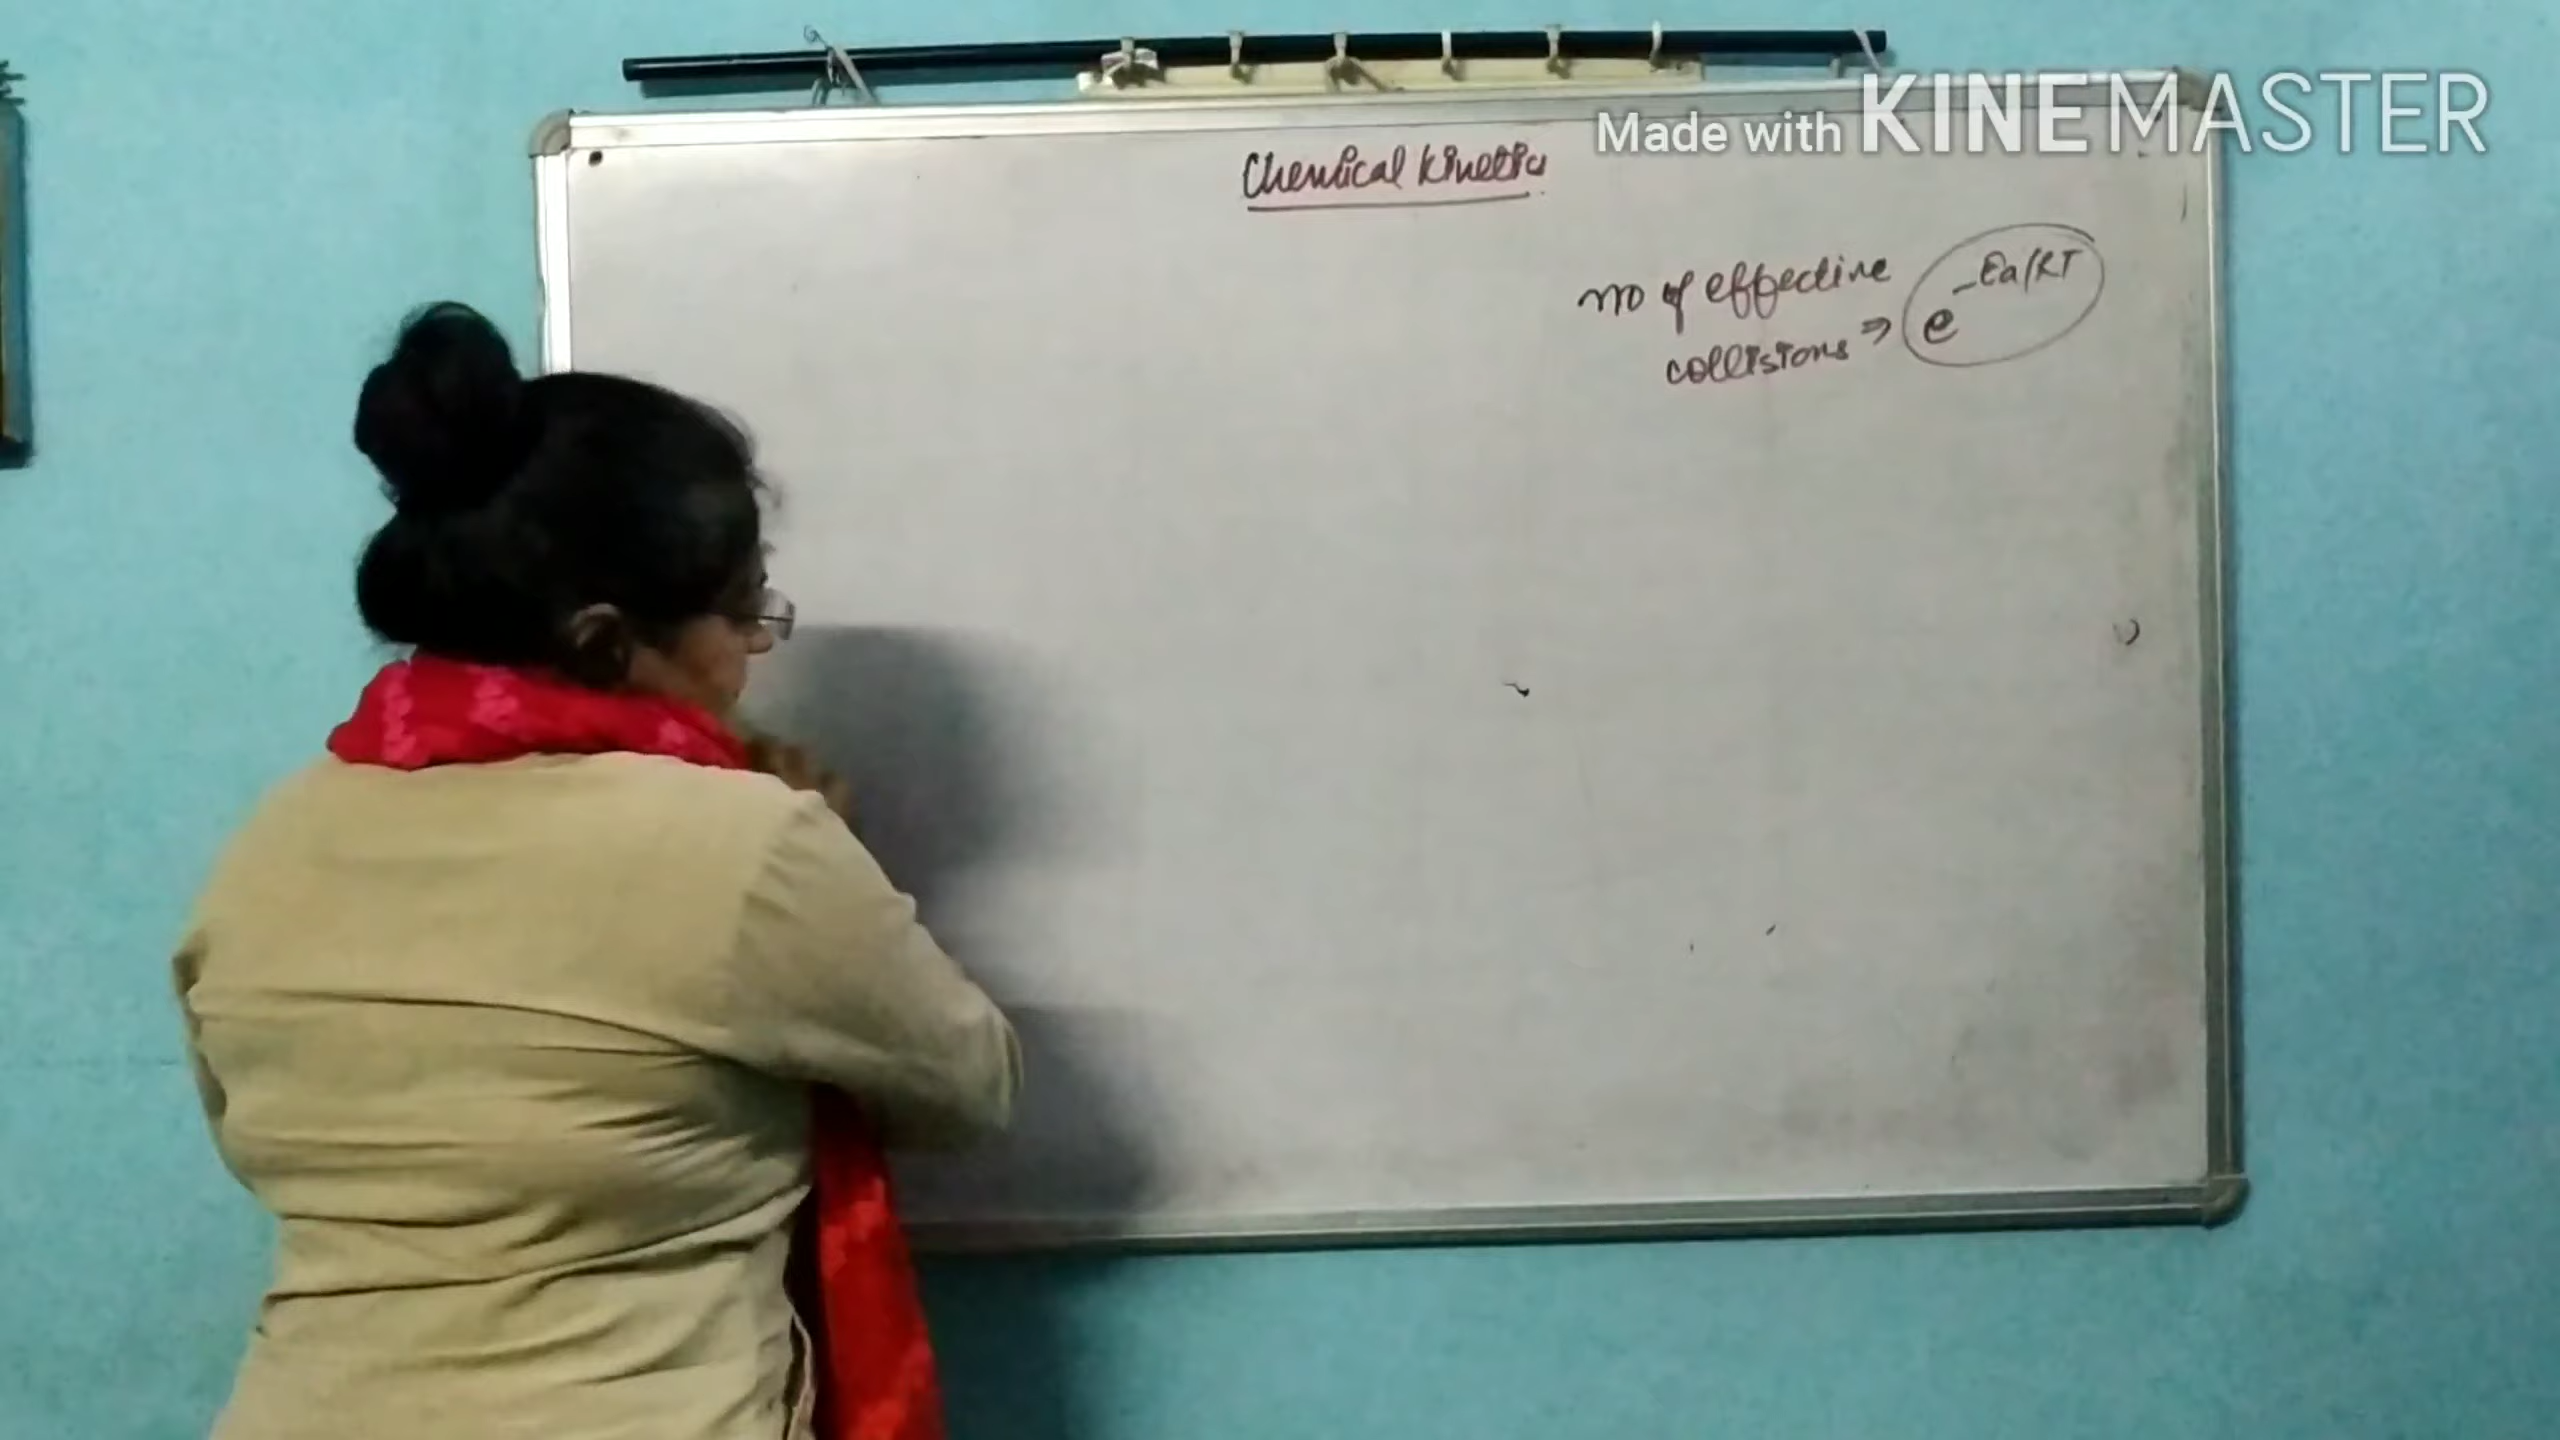 Made with KINEMASTER
Chemical Kinetics
no of effective
collisions ⇒ e^-Ea/RT